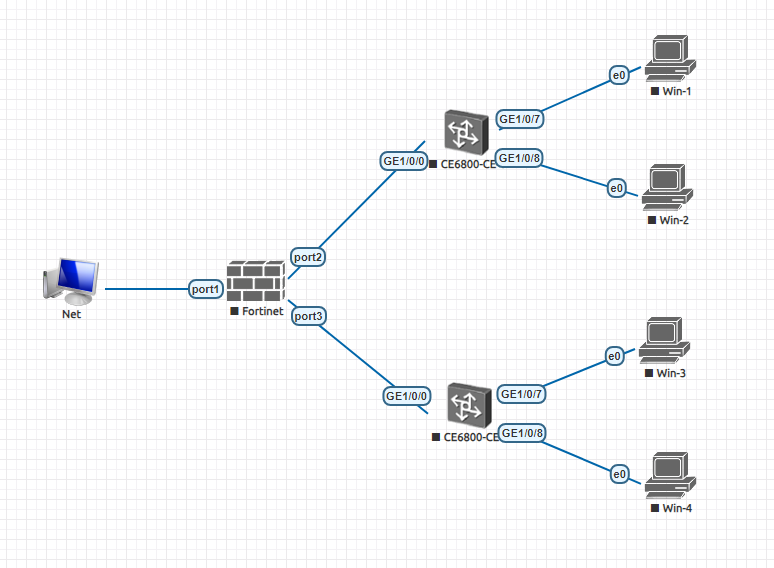 e0
Win-1
GE1/0/7
GE1/0/0
CE6800-CE
GE1/0/8
e0
Win-2
port2
Net
port1
Fortinet
port3
e0
Win-3
GE1/0/0
GE1/0/7
CE6800-CE
GE1/0/8
e0
Win-4